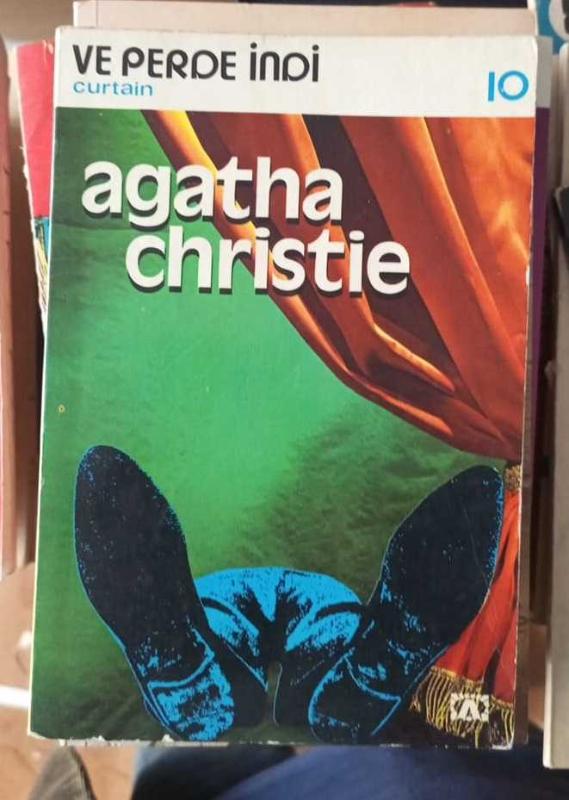 VE PERDE İNDİ
curtain
10
agatha
christie
A